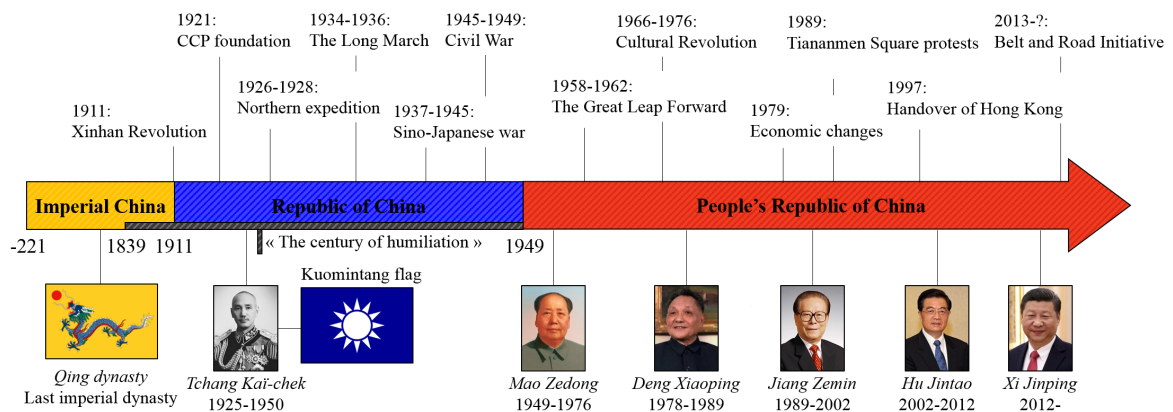 1921:
CCP foundation
1934-1936:
The Long March
1945-1949:
Civil War
1966-1976:
Cultural Revolution
1989:
Tiananmen Square protests
2013-?:
Belt and Road Initiative
1926-1928:
Northern expedition
1958-1962:
The Great Leap Forward
1997:
Handover of Hong Kong
1911:
Xinhan Revolution
1937-1945:
Sino-Japanese war
1979:
Economic changes
Imperial China
Republic of China
People's Republic of China
-221
1839
1911
« The century of humiliation »
1949
Kuomintang flag
Qing dynasty
Last imperial dynasty
Tchang Kaï-chek
1925-1950
Mao Zedong
1949-1976
Deng Xiaoping
1978-1989
Jiang Zemin
1989-2002
Hu Jintao
2002-2012
Xi Jinping
2012-